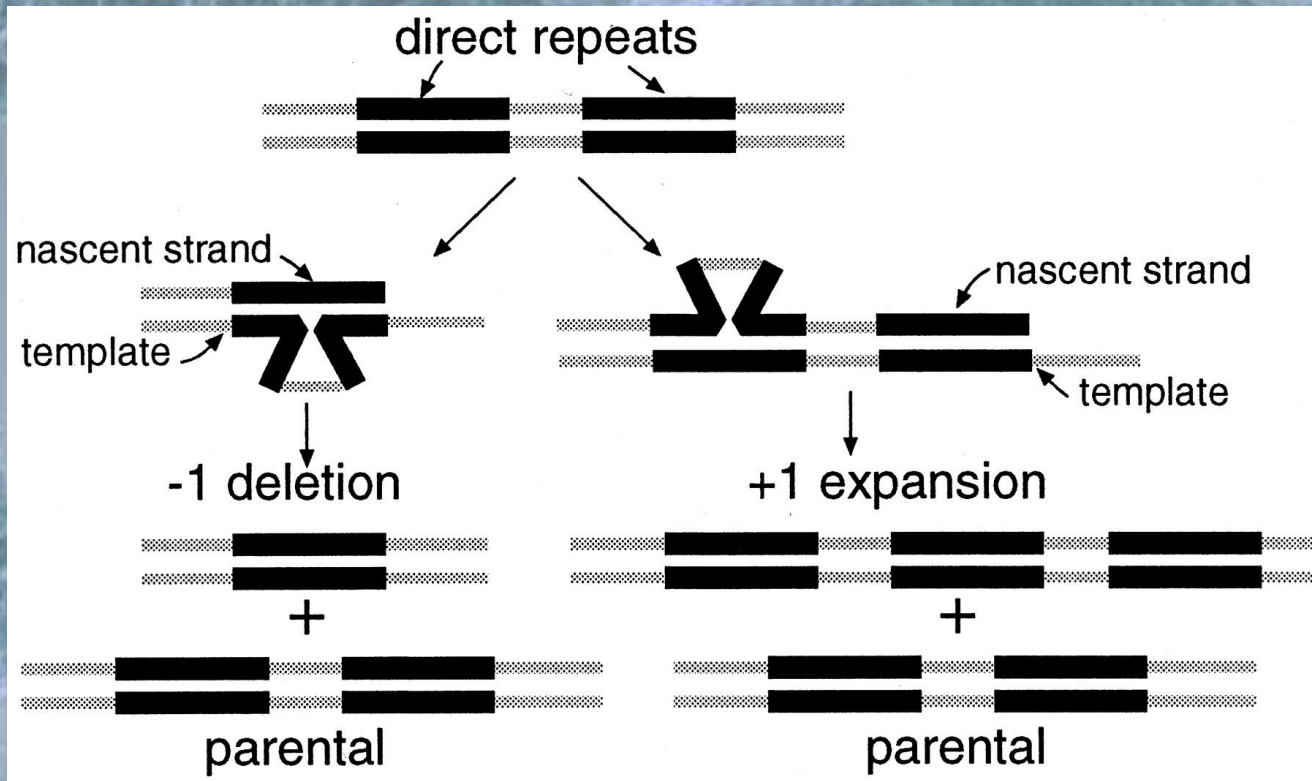 direct repeats
nascent strand
template
nascent strand
template
-1 deletion
+1 expansion
+
+
parental
parental